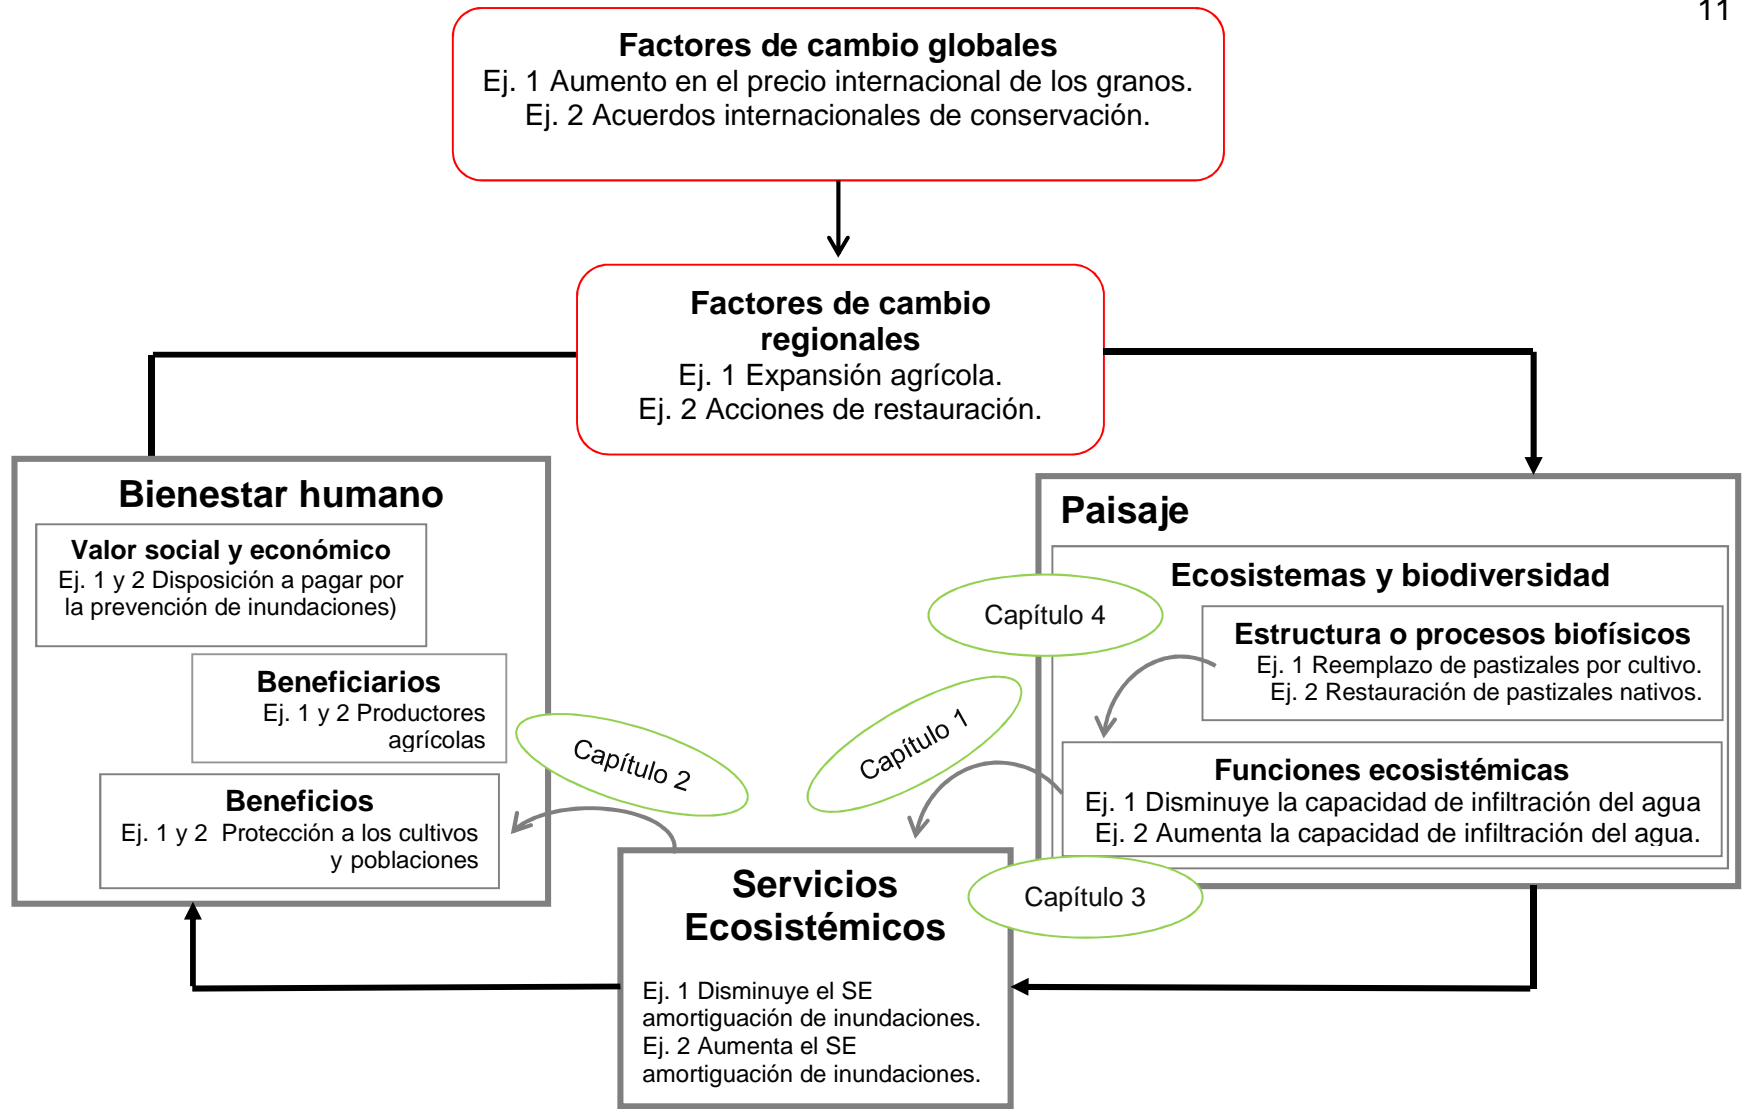 11
Factores de cambio globales
Ej. 1 Aumento en el precio internacional de los granos.
Ej. 2 Acuerdos internacionales de conservación.
Factores de cambio
regionales
Ej. 1 Expansión agrícola.
Ej. 2 Acciones de restauración.
Bienestar humano
Valor social y económico
Ej. 1 y 2 Disposición a pagar por
la prevención de inundaciones)
Beneficiarios
Ej. 1 y 2 Productores
agrícolas
Beneficios
Ej. 1 y 2  Protección a los cultivos
y poblaciones
Capítulo 2
Servicios
Ecosistémicos
Ej. 1 Disminuye el SE
amortiguación de inundaciones.
Ej. 2 Aumenta el SE
amortiguación de inundaciones.
Capítulo 1
Capítulo 4
Capítulo 3
Paisaje
Ecosistemas y biodiversidad
Estructura o procesos biofísicos
Ej. 1 Reemplazo de pastizales por cultivo.
Ej. 2 Restauración de pastizales nativos.
Funciones ecosistémicas
Ej. 1 Disminuye la capacidad de infiltración del agua
Ej. 2 Aumenta la capacidad de infiltración del agua.